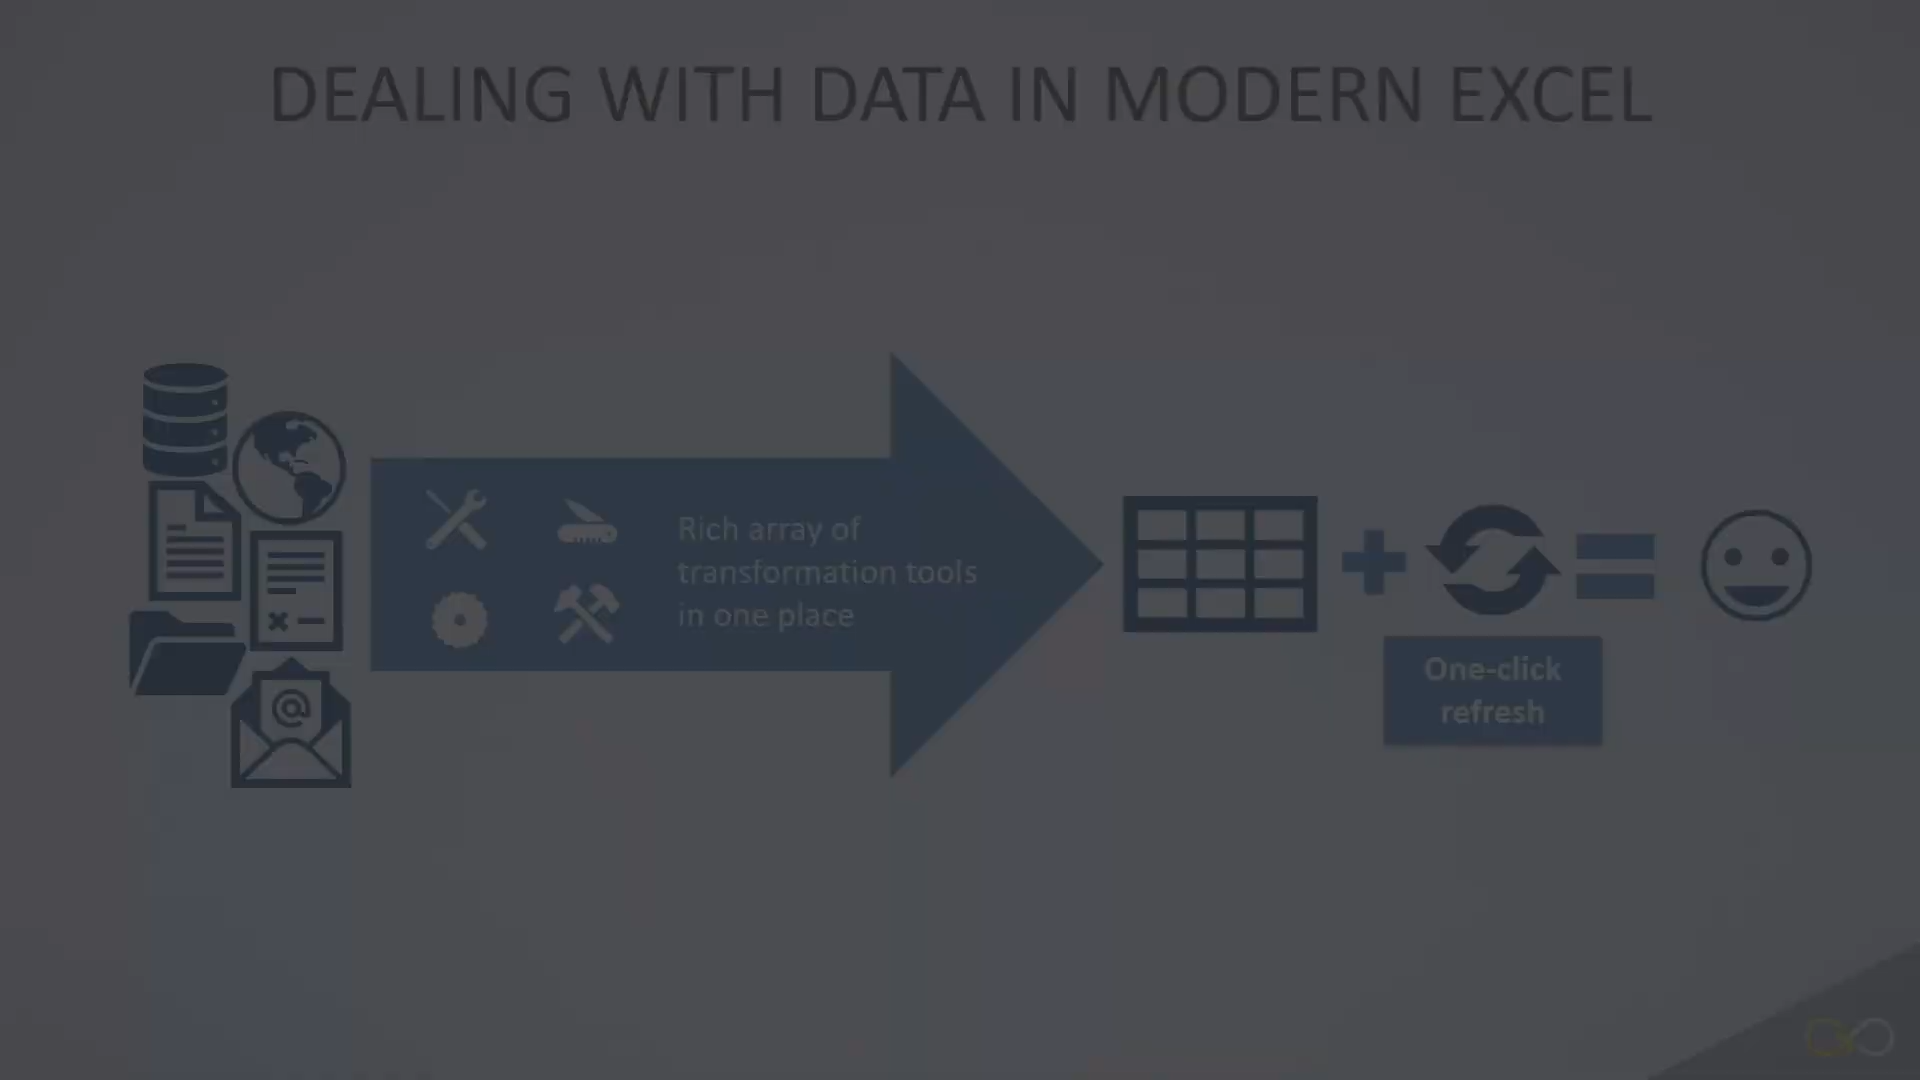 DEALING WITH DATA IN MODERN EXCEL
Rich array of
transformation tools
in one place
One-click
refresh